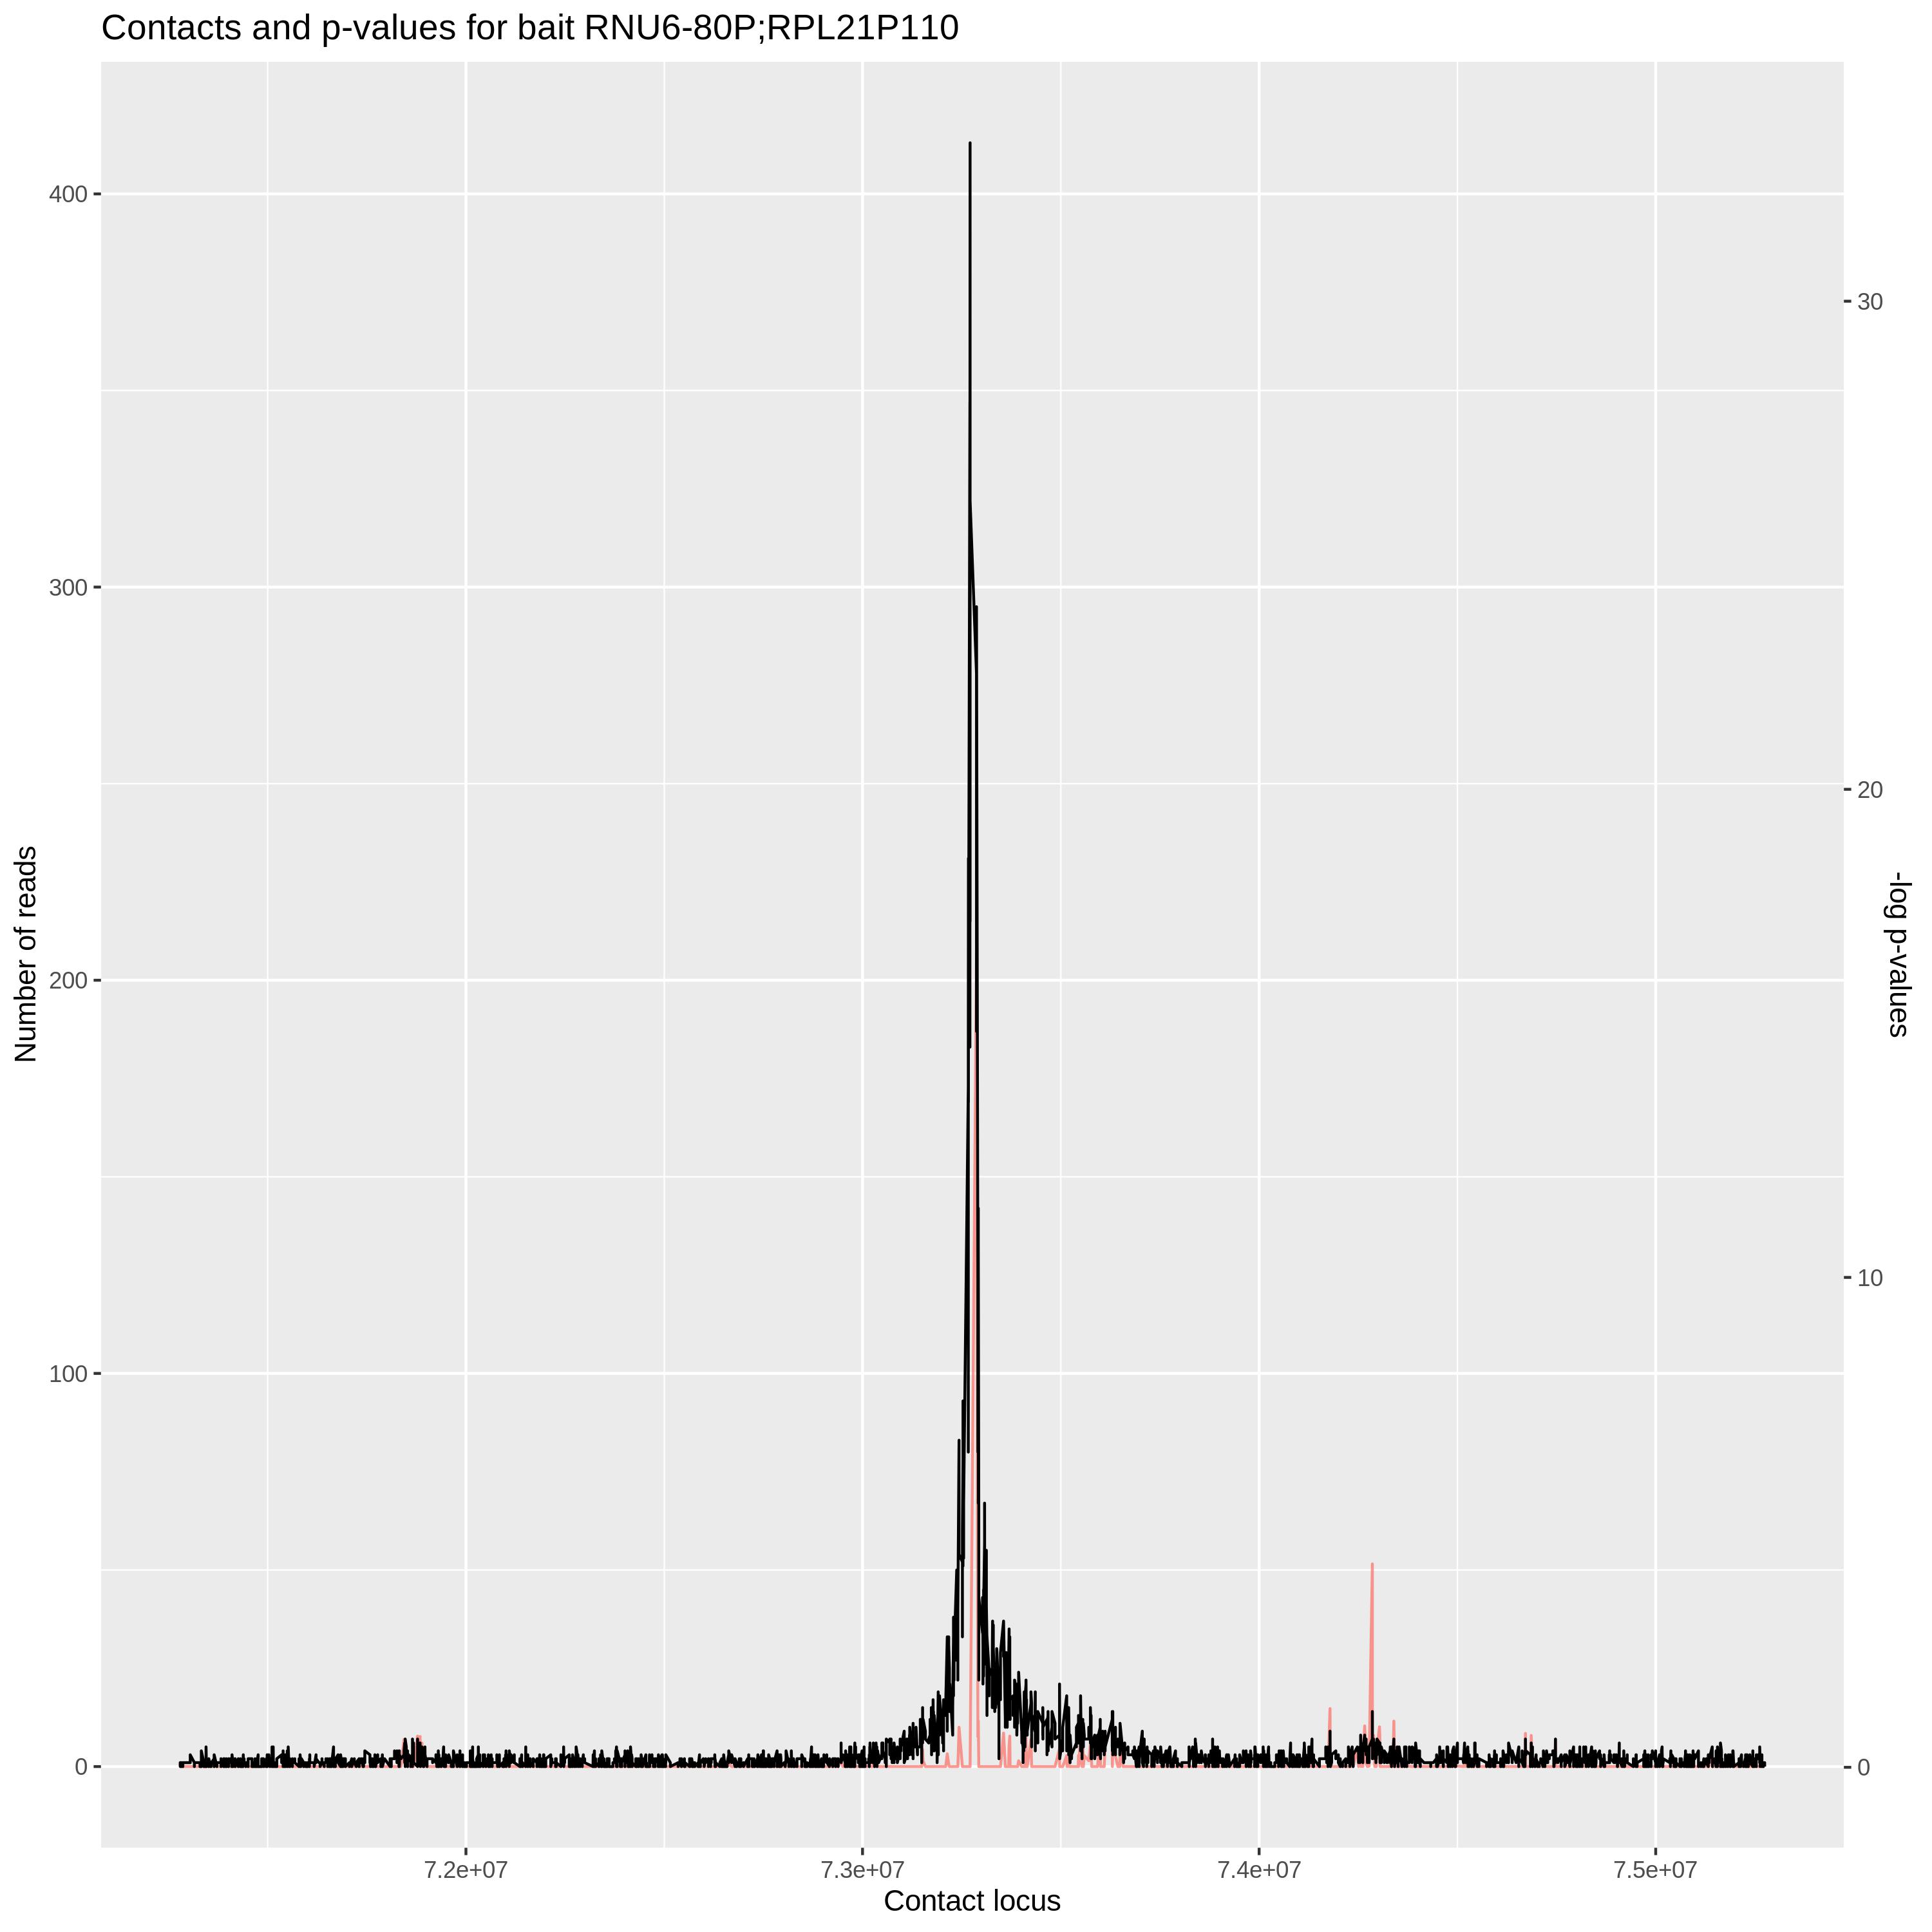 Contacts and p-values for bait RNU6-80P;RPL21P110
400
300
200
100
0
Number of reads
30
20
10
0
-log p-values
7.2e+07
7.3e+07
7.4e+07
7.5e+07
Contact locus